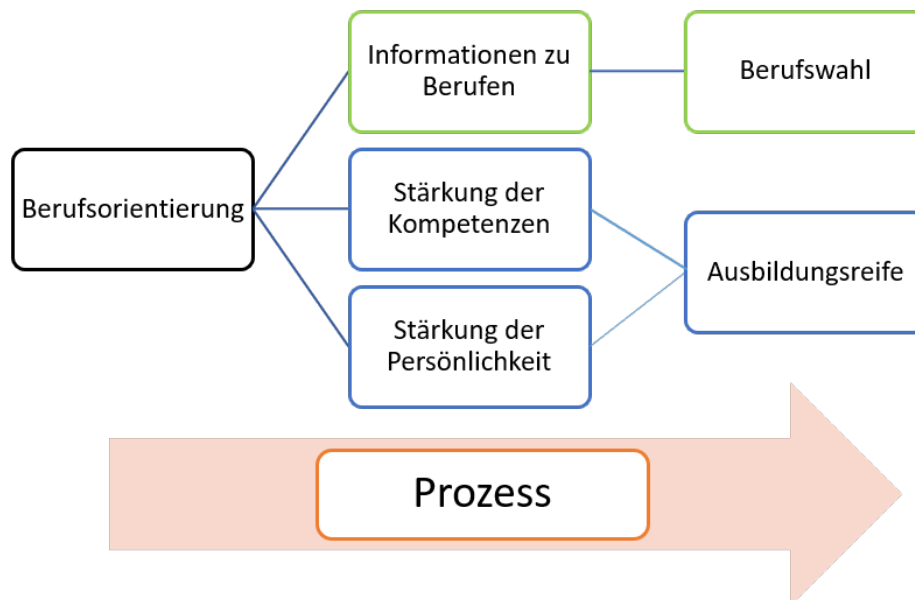 Informationen zu
Berufen
Berufswahl
Berufsorientierung
Stärkung der
Kompetenzen
Ausbildungsreife
Stärkung der
Persönlichkeit
Prozess